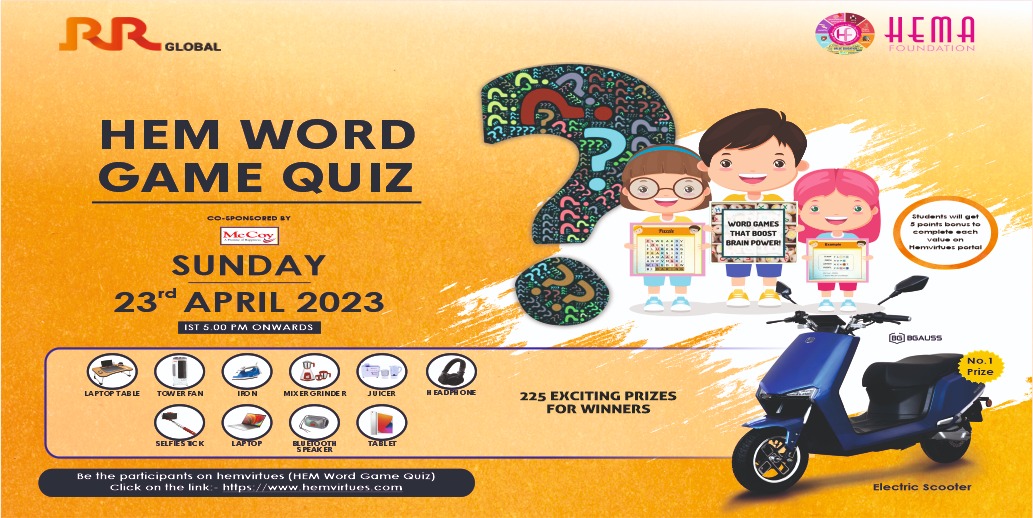 RR GLOBAL
HEMA
FOUNDATION
HEM WORD
GAME QUIZ
CO-SPONSORED BY
McCoy
SUNDAY
23rd APRIL 2023
IST 5.00 PM ONWARDS
Puzzle
WORD GAMES
THAT BOOST
BRAIN POWER!
Example
Students will get
5 points bonus to
complete each
value on
Hemvirtues portal
BG BGAUSS
No.1
Prize
LAPTOP TABLE
TOWER FAN
IRON
MIXER GRINDER
JUICER
HEADPHONE
SELFIE STICK
LAPTOP
BLUETOOTH
SPEAKER
TABLET
225 EXCITING PRIZES
FOR WINNERS
Be the participants on hemvirtues (HEM Word Game Quiz)
Click on the link:- https://www.hemvirtues.com
Electric Scooter